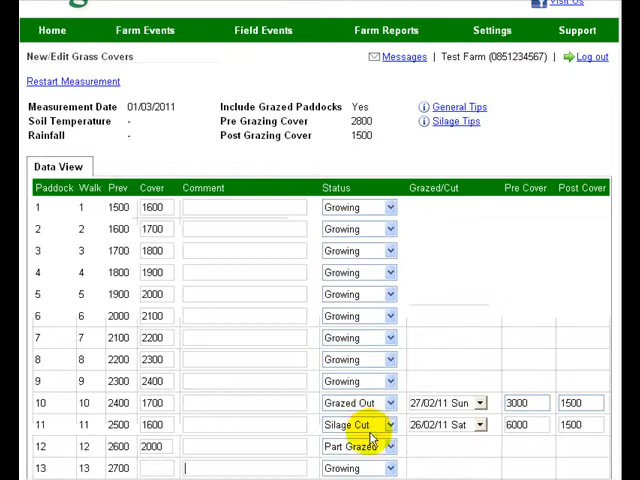 Visit Us
Home Farm Events Field Events Farm Reports Settings Support
New/Edit Grass Covers Messages | Test Farm (0851234567) | Log out
Restart Measurement
Measurement Date 01/03/2011 Include Grazed Paddocks Yes General Tips
Soil Temperature - Pre Grazing Cover 2800 Silage Tips
Rainfall - Post Grazing Cover 1500
Data View
Paddock Walk Prev Cover Comment Status Grazed/Cut Pre Cover Post Cover
1 1 1500 1600 Growing
2 2 1600 1700 Growing
3 3 1700 1800 Growing
4 4 1800 1900 Growing
5 5 1900 2000 Growing
6 6 2000 2100 Growing
7 7 2100 2200 Growing
8 8 2200 2300 Growing
9 9 2300 2400 Growing
10 10 2400 1700 Grazed Out 27/02/11 Sun 3000 1500
11 11 2500 1600 Silage Cut 26/02/11 Sat 6000 1500
12 12 2600 2000 Part Grazed
13 13 2700 Growing